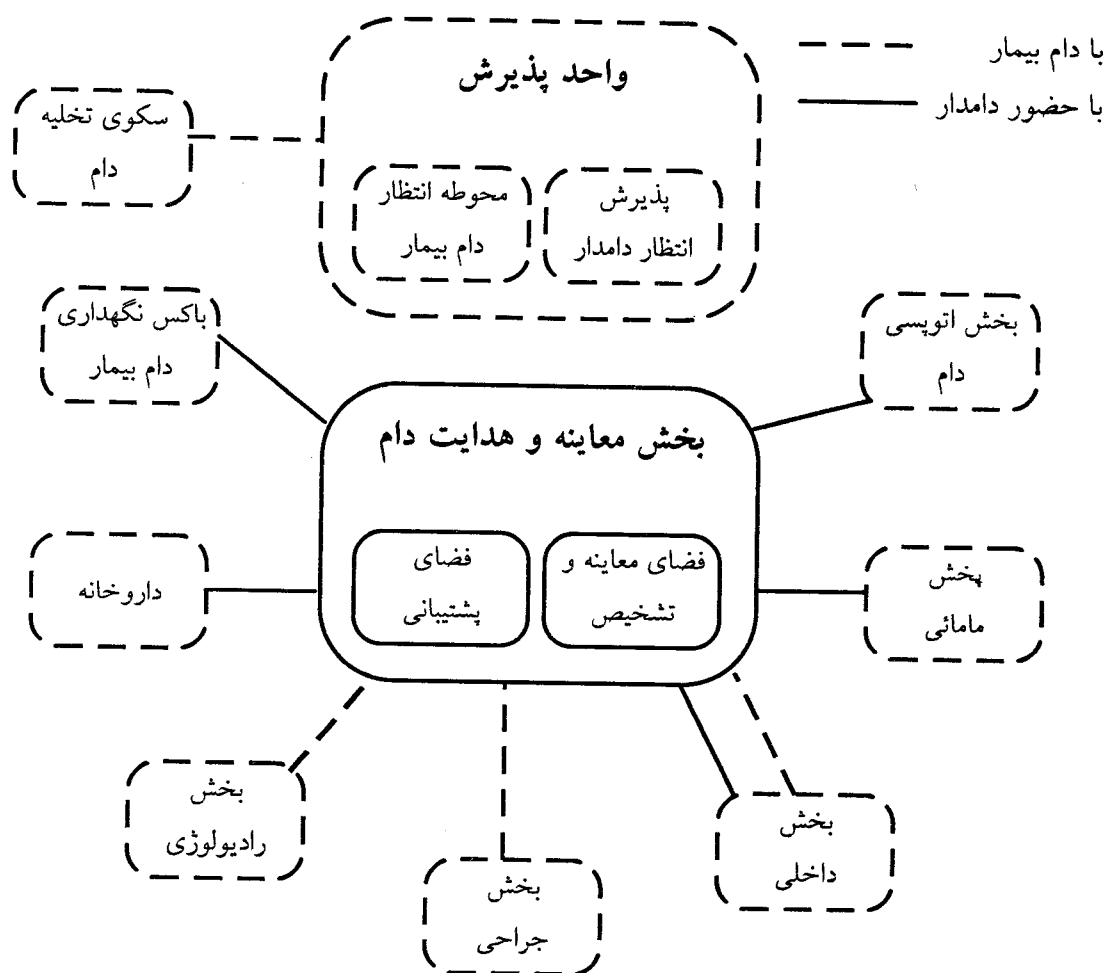 با دام بیمار
با حضور دامدار
واحد پذیرش
سکوی تخلیه
دام
پذیرش
انتظار دامدار
محوطه انتظار
دام بیمار
بخش اتوپسی
دام
باکس نگهداری
دام بیمار
بخش معاینه و هدایت دام
فضای معاینه و
تشخیص
فضای
پشتیبانی
بخش
مامائی
داروخانه
بخش
داخلی
بخش
جراحی
بخش
رادیولوژی